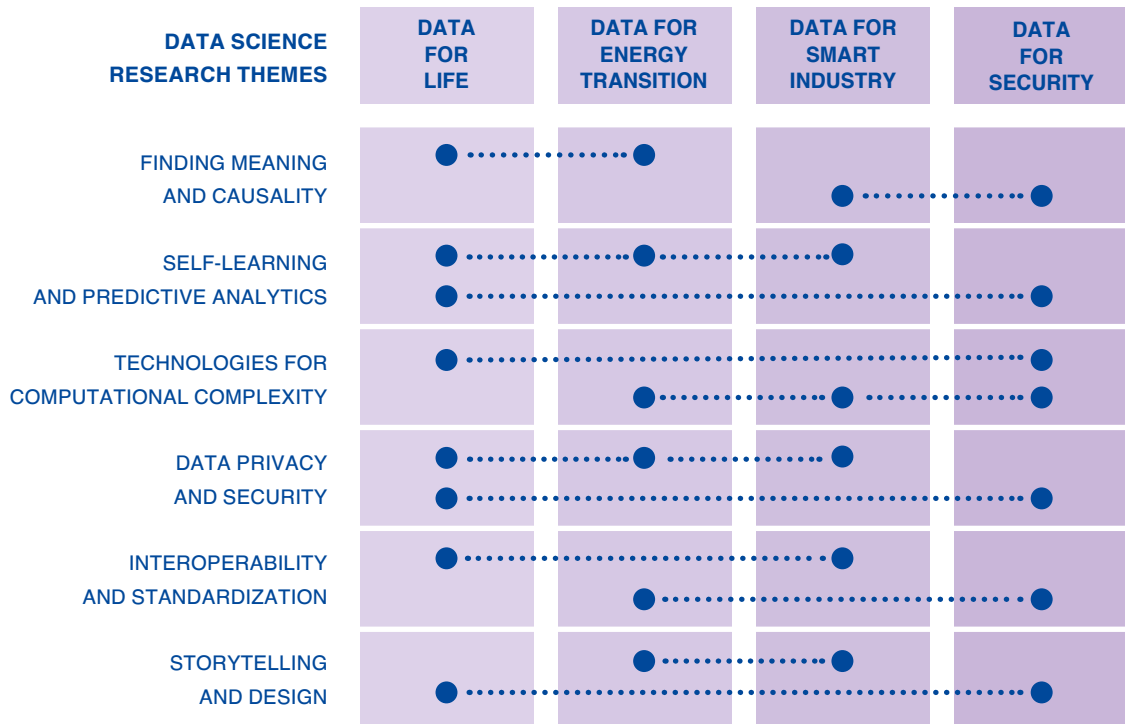 DATA SCIENCE
RESEARCH THEMES
DATA
FOR
LIFE
DATA FOR
ENERGY
TRANSITION
DATA FOR
SMART
INDUSTRY
DATA
FOR
SECURITY
FINDING MEANING
AND CAUSALITY
SELF-LEARNING
AND PREDICTIVE ANALYTICS
TECHNOLOGIES FOR
COMPUTATIONAL COMPLEXITY
DATA PRIVACY
AND SECURITY
INTEROPERABILITY
AND STANDARDIZATION
STORYTELLING
AND DESIGN